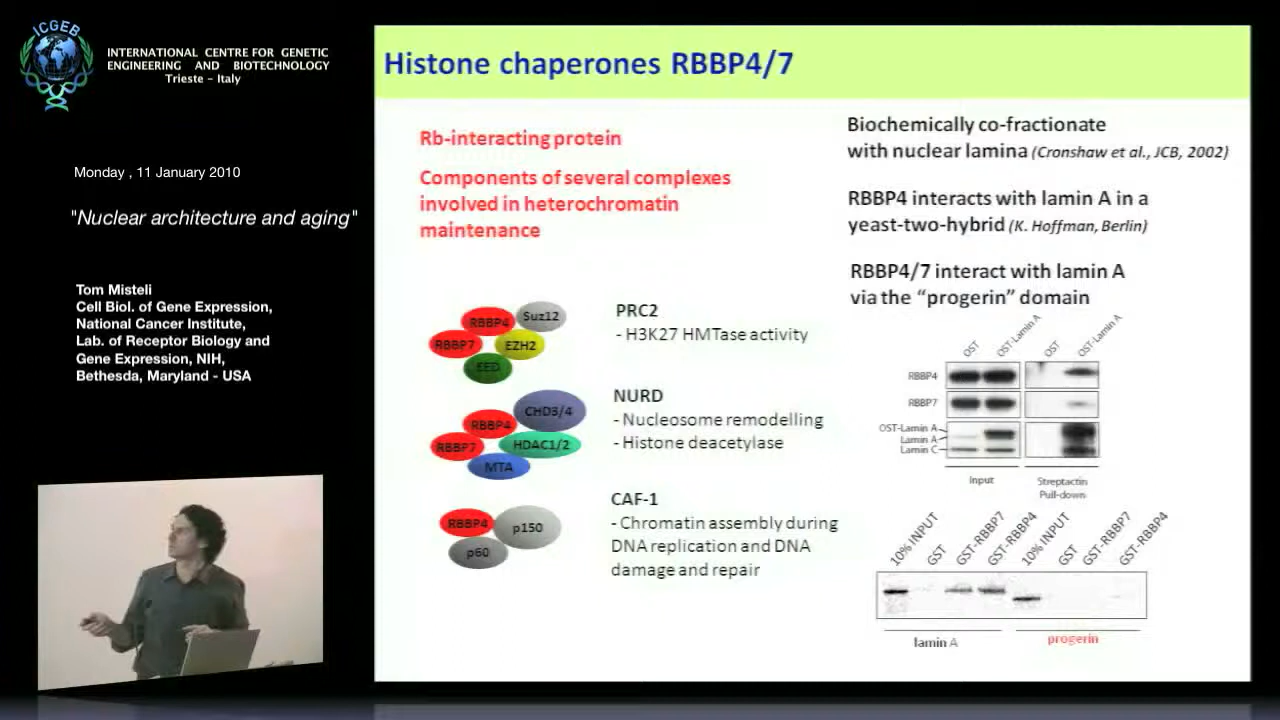 ICGEB
INTERNATIONAL CENTRE FOR GENETIC
ENGINEERING AND BIOTECHNOLOGY
Trieste - Italy
Monday , 11 January 2010
"Nuclear architecture and aging"
Tom Misteli
Cell Biol. of Gene Expression,
National Cancer Institute,
Lab. of Receptor Biology and
Gene Expression, NIH,
Bethesda, Maryland - USA
Histone chaperones RBBP4/7
Rb-interacting protein
Components of several complexes
involved in heterochromatin
maintenance
RBBP4 Suz12
RBBP7 EZH2
EED
PRC2
- H3K27 HMTase activity
CHD3/4
RBBP4
RBBP7 HDAC1/2
MTA
NURD
- Nucleosome remodelling
- Histone deacetylase
RBBP4 p150
p60
CAF-1
- Chromatin assembly during
DNA replication and DNA
damage and repair
Biochemically co-fractionate
with nuclear lamina (Cronshaw et al., JCB, 2002)
RBBP4 interacts with lamin A in a
yeast-two-hybrid (K. Hoffman, Berlin)
RBBP4/7 interact with lamin A
via the "progerin" domain
OST OST-Lamin A OST OST-Lamin A
RBBP4
RBBP7
OST-Lamin A
Lamin A
Lamin C
Input Streptactin
Pull-down
10% INPUT GST GST-RBBP7 GST-RBBP4 10% INPUT GST GST-RBBP7 GST-RBBP4
lamin A progerin